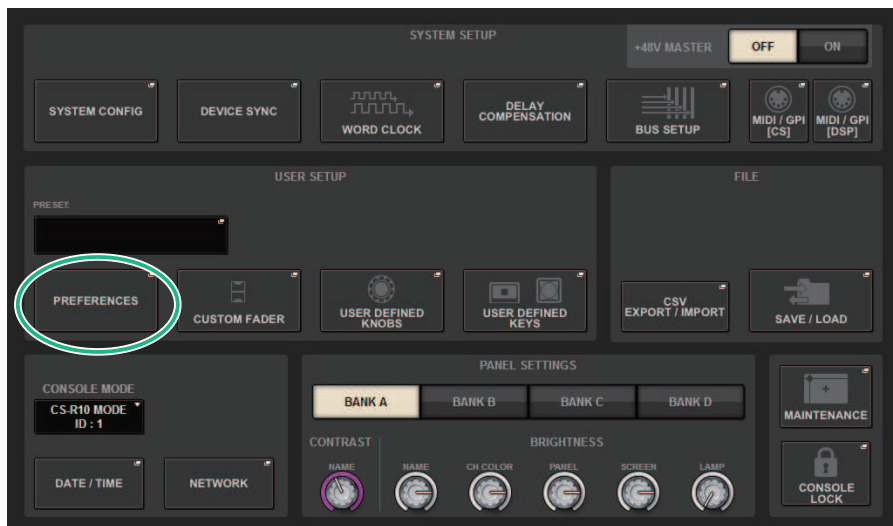 SYSTEM SETUP
+48V MASTER
OFF
ON
SYSTEM CONFIG
DEVICE SYNC
WORD CLOCK
DELAY
COMPENSATION
BUS SETUP
MIDI / GPI
[CS]
MIDI / GPI
[DSP]
USER SETUP
PRESET:
PREFERENCES
CUSTOM FADER
USER DEFINED
KNOBS
USER DEFINED
KEYS
FILE
CSV
EXPORT / IMPORT
SAVE / LOAD
CONSOLE MODE
CS-R10 MODE
ID : 1
DATE / TIME
NETWORK
PANEL SETTINGS
BANK A
BANK B
BANK C
BANK D
CONTRAST
BRIGHTNESS
NAME
NAME
CH COLOR
PANEL
SCREEN
LAMP
MAINTENANCE
CONSOLE
LOCK